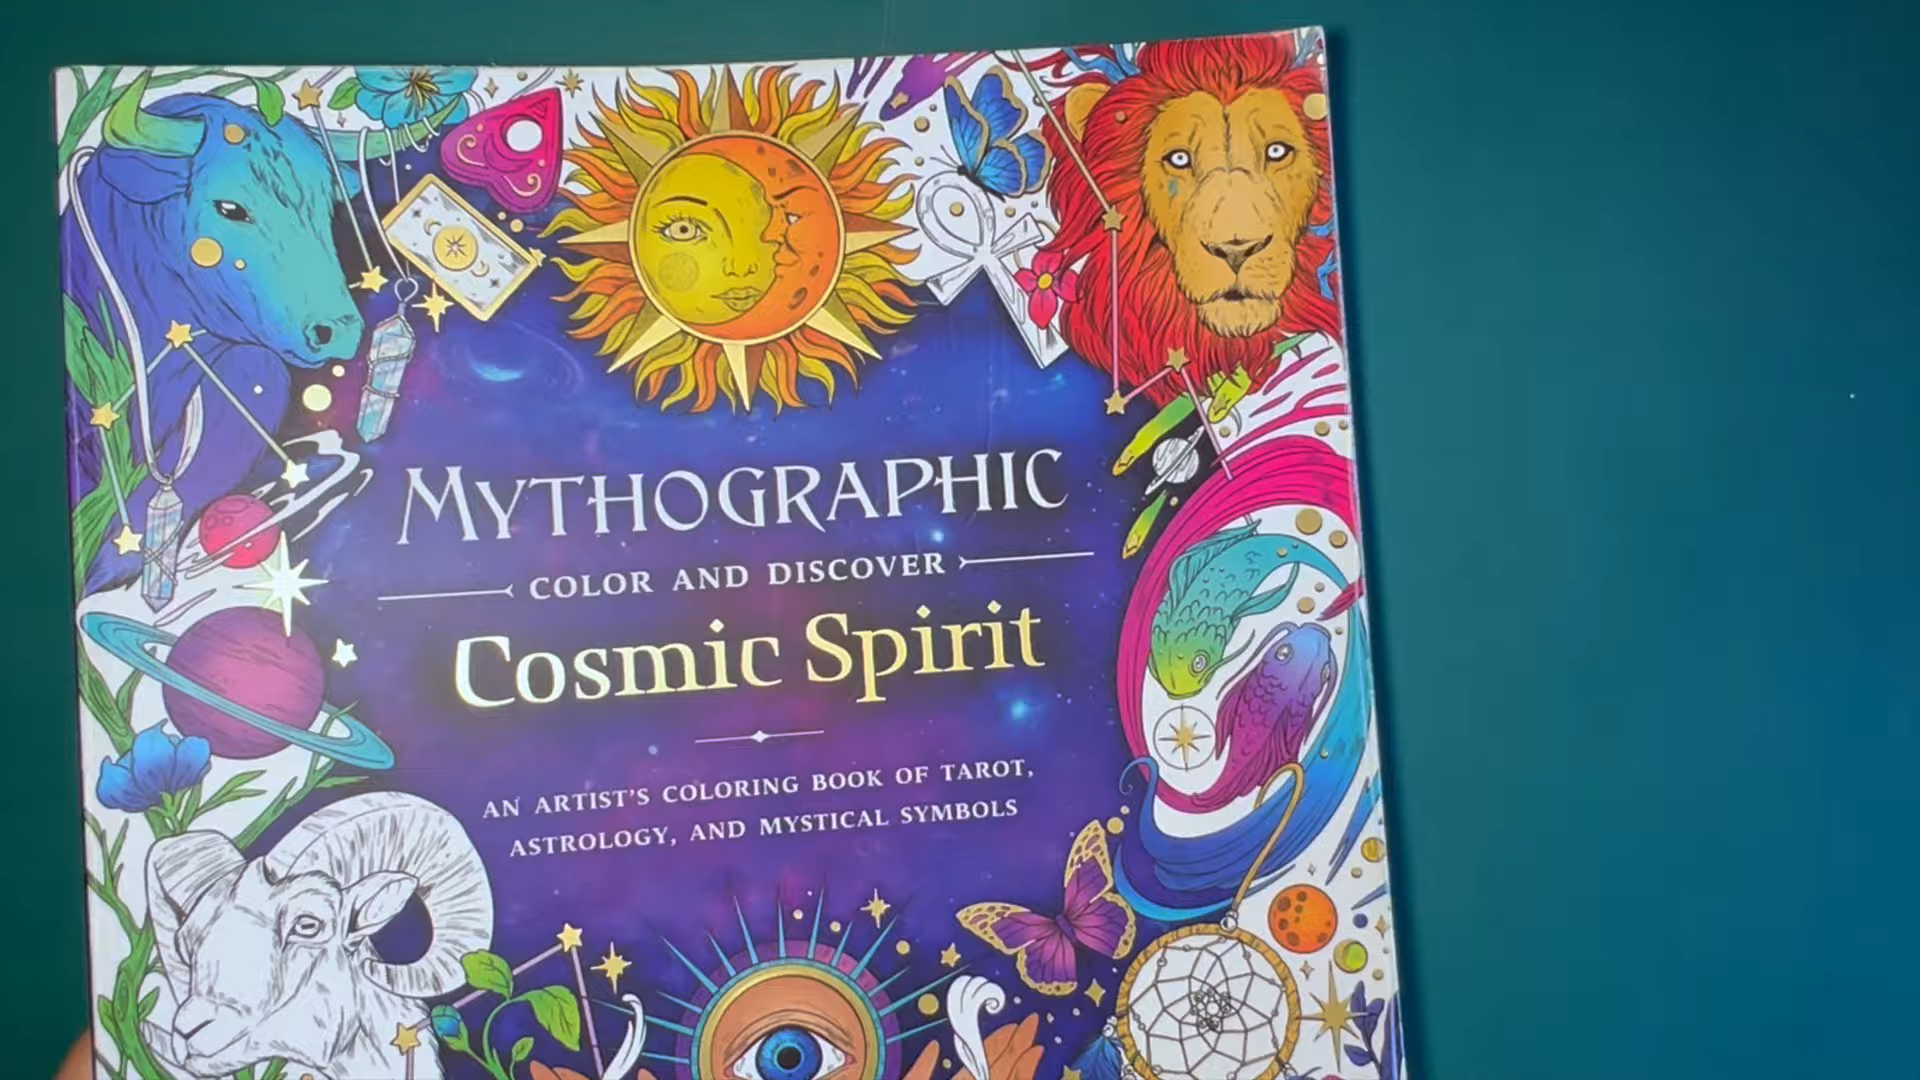 MYTHOGRAPHIC
COLOR AND DISCOVER
Cosmic Spirit
AN ARTIST'S COLORING BOOK OF TAROT,
ASTROLOGY, AND MYSTICAL SYMBOLS